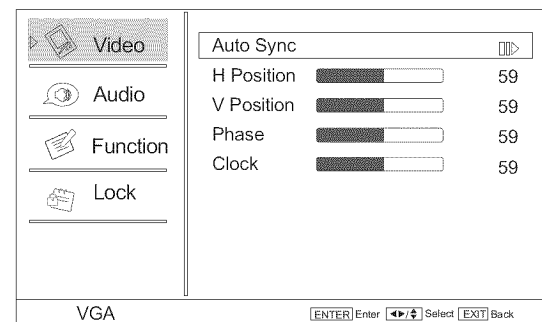 Video
Audio
Function
Lock
Auto Sync
H Position 59
V Position 59
Phase 59
Clock 59
VGA
ENTER Enter ◀▶/▲▼ Select EXIT Back